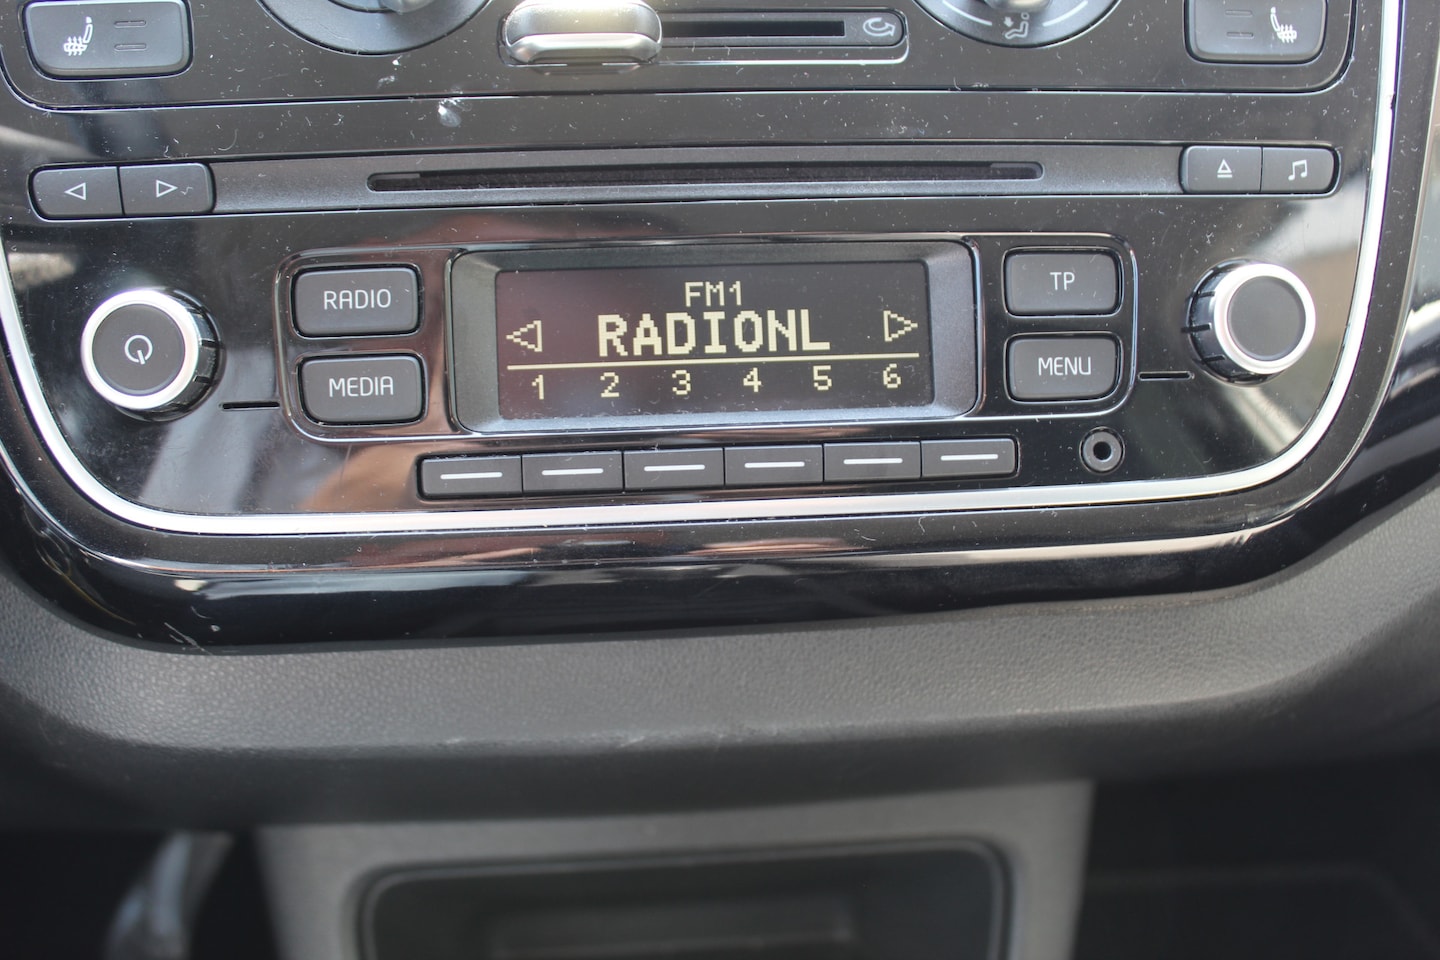 FM1
RADIONL
1 2 3 4 5 6
RADIO
MEDIA
TP
MENU